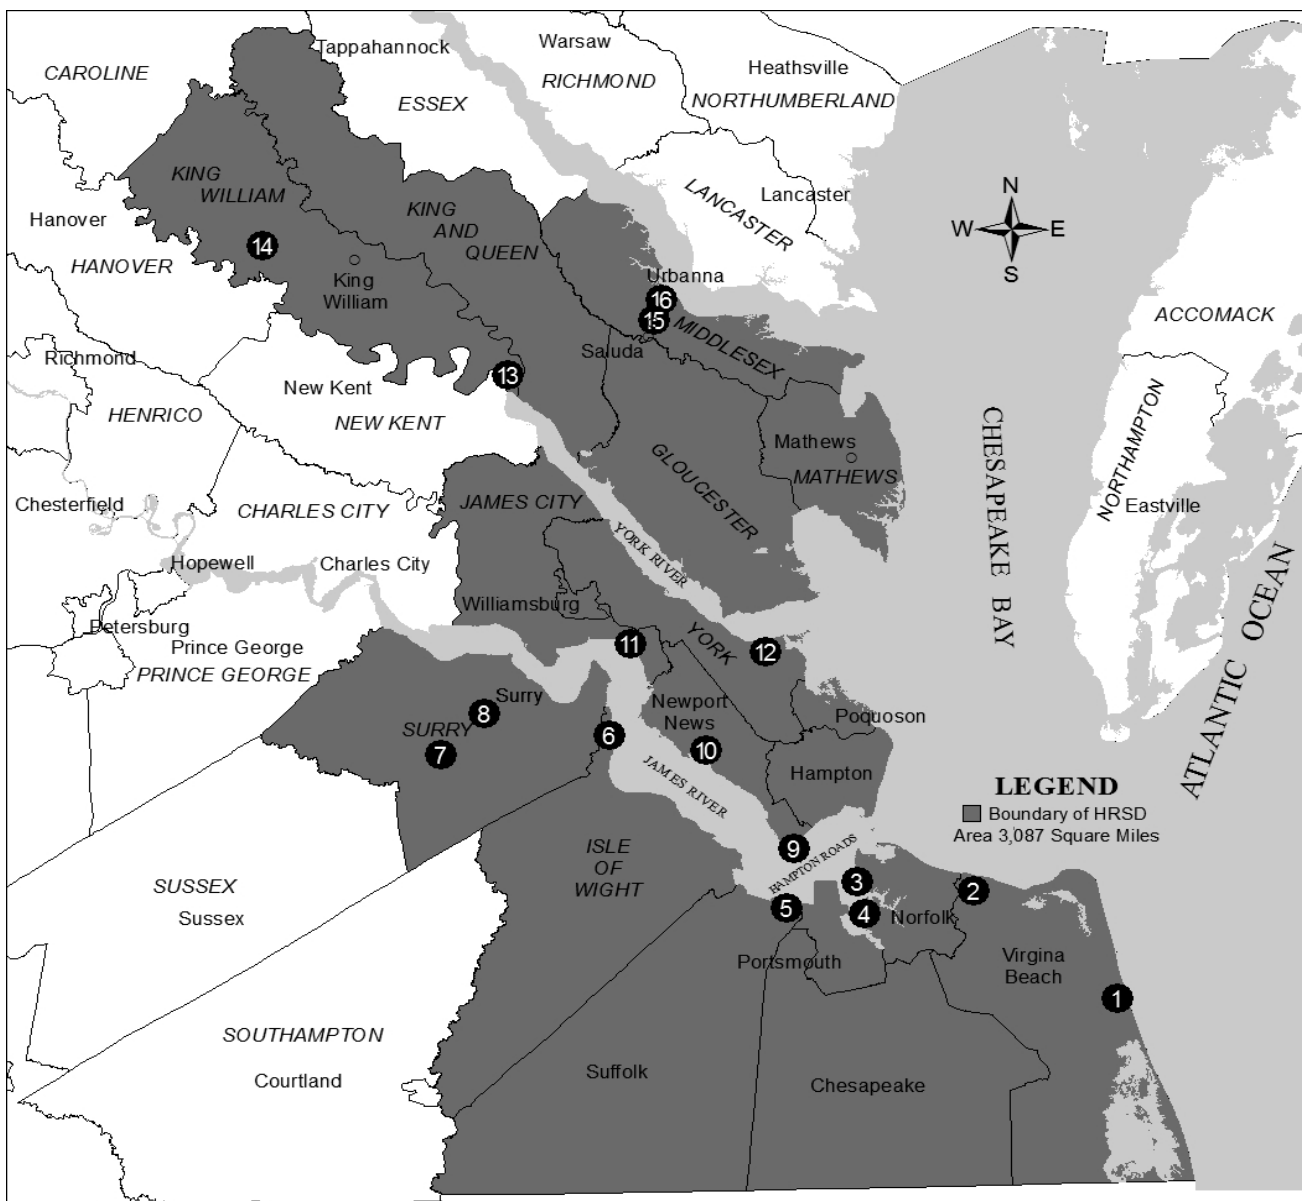 Tappahannock
Warsaw
CAROLINE
ESSEX
RICHMOND
Heathsville
NORTHUMBERLAND
KING
WILLIAM
KING
AND
QUEEN
LANCASTER
Lancaster
N
W E
S
Hanover
HANOVER
14
King
William
Urbanna
16
15
MIDDLESEX
ACCOMACK
Richmond
Saluda
13
New Kent
NEW KENT
HENRICO
NORTHAMPTON
Mathews
MATHEWS
GLOUCESTER
CHESAPEAKE BAY
Chesterfield
CHARLES CITY
JAMES CITY
Eastville
YORK RIVER
Hopewell
Charles City
Williamsburg
Petersburg
Prince George
PRINCE GEORGE
11
YORK
12
ATLANTIC OCEAN
Surry
8
SURRY
7
6
Newport
News
10
Poquoson
JAMES RIVER
Hampton
LEGEND
Boundary of HRSD
Area 3,087 Square Miles
9
HAMPTON ROADS
ISLE
OF
WIGHT
SUSSEX
Sussex
3
2
5
4
Norfolk
Portsmouth
Virgina
Beach
1
SOUTHAMPTON
Courtland
Suffolk
Chesapeake